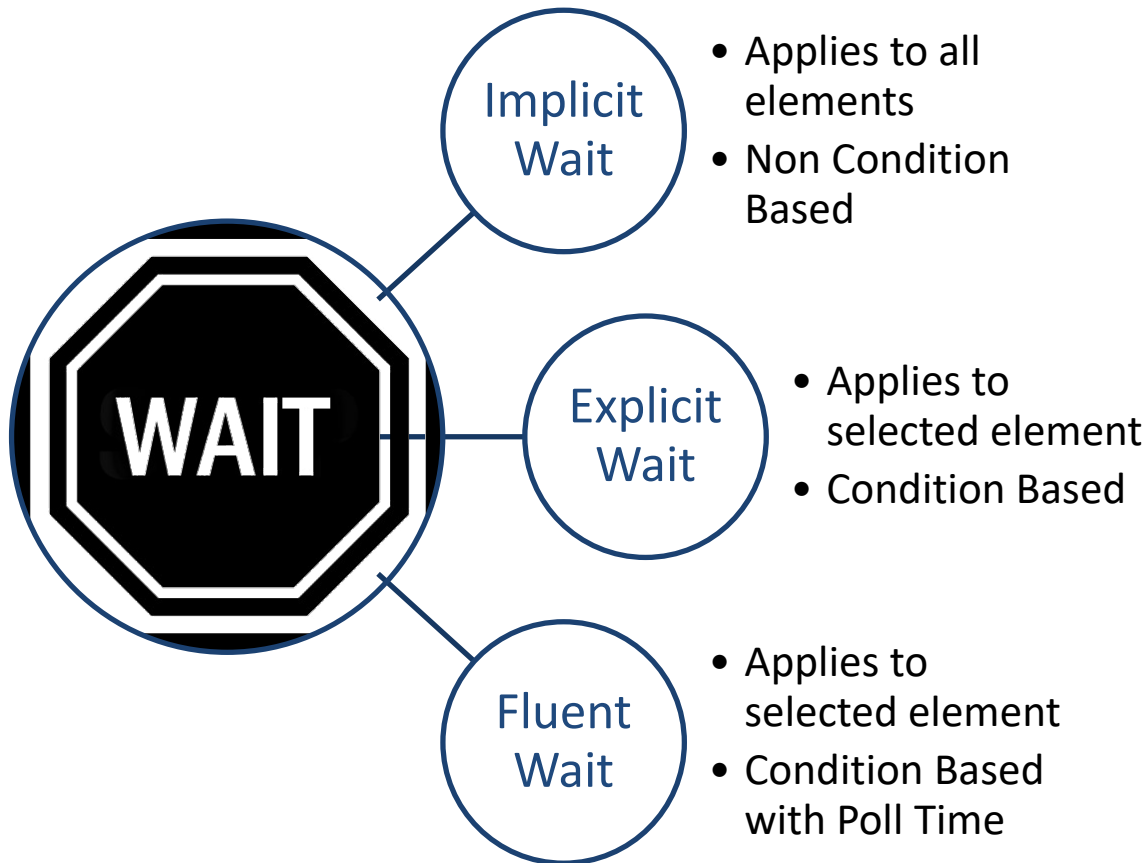 Implicit
Wait
• Applies to all
elements
• Non Condition
Based
WAIT
Explicit
Wait
• Applies to
selected element
• Condition Based
Fluent
Wait
• Applies to
selected element
• Condition Based
with Poll Time